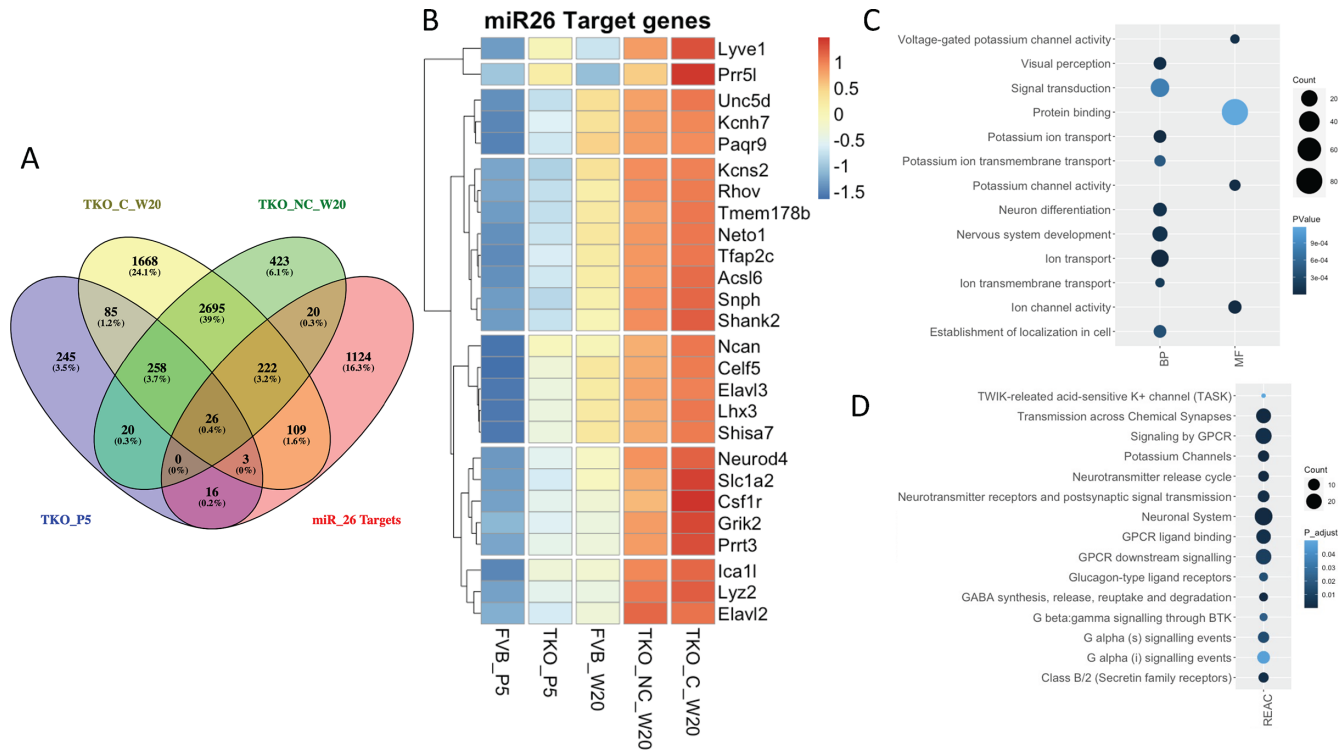 A
TKO_C_W20
TKO_NC_W20
1668
(24.1%)
423
(6.1%)
85
(1.2%)
2695
(39%)
20
(0.3%)
245
(3.5%)
258
(3.7%)
222
(3.2%)
1124
(16.3%)
20
(0.3%)
26
(0.4%)
109
(1.6%)
0
(0%)
3
(0%)
16
(0.2%)
TKO_P5
miR_26 Targets
B
miR26 Target genes
Lyve1
Prr5l
Unc5d
Kcnh7
Paqr9
Kcns2
Rhov
Tmem178b
Neto1
Tfap2c
Acsl6
Snph
Shank2
Ncan
Celf5
Elavl3
Lhx3
Shisa7
Neurod4
Slc1a2
Csf1r
Grik2
Prrt3
Ica1l
Lyz2
Elavl2
FVB_P5
TKO_P5
FVB_W20
TKO_NC_W20
TKO_C_W20
1
0.5
0
-0.5
-1
-1.5
C
Voltage-gated potassium channel activity
Visual perception
Signal transduction
Protein binding
Potassium ion transport
Potassium ion transmembrane transport
Potassium channel activity
Neuron differentiation
Nervous system development
Ion transport
Ion transmembrane transport
Ion channel activity
Establishment of localization in cell
BP
MF
Count
20
40
60
80
PValue
9e-04
6e-04
3e-04
D
TWIK-releated acid-sensitive K+ channel (TASK)
Transmission across Chemical Synapses
Signaling by GPCR
Potassium Channels
Neurotransmitter release cycle
Neurotransmitter receptors and postsynaptic signal transmission
Neuronal System
GPCR ligand binding
GPCR downstream signalling
Glucagon-type ligand receptors
GABA synthesis, release, reuptake and degradation
G beta:gamma signalling through BTK
G alpha (s) signalling events
G alpha (i) signalling events
Class B/2 (Secretin family receptors)
REAC
Count
10
20
P_adjust
0.04
0.03
0.02
0.01